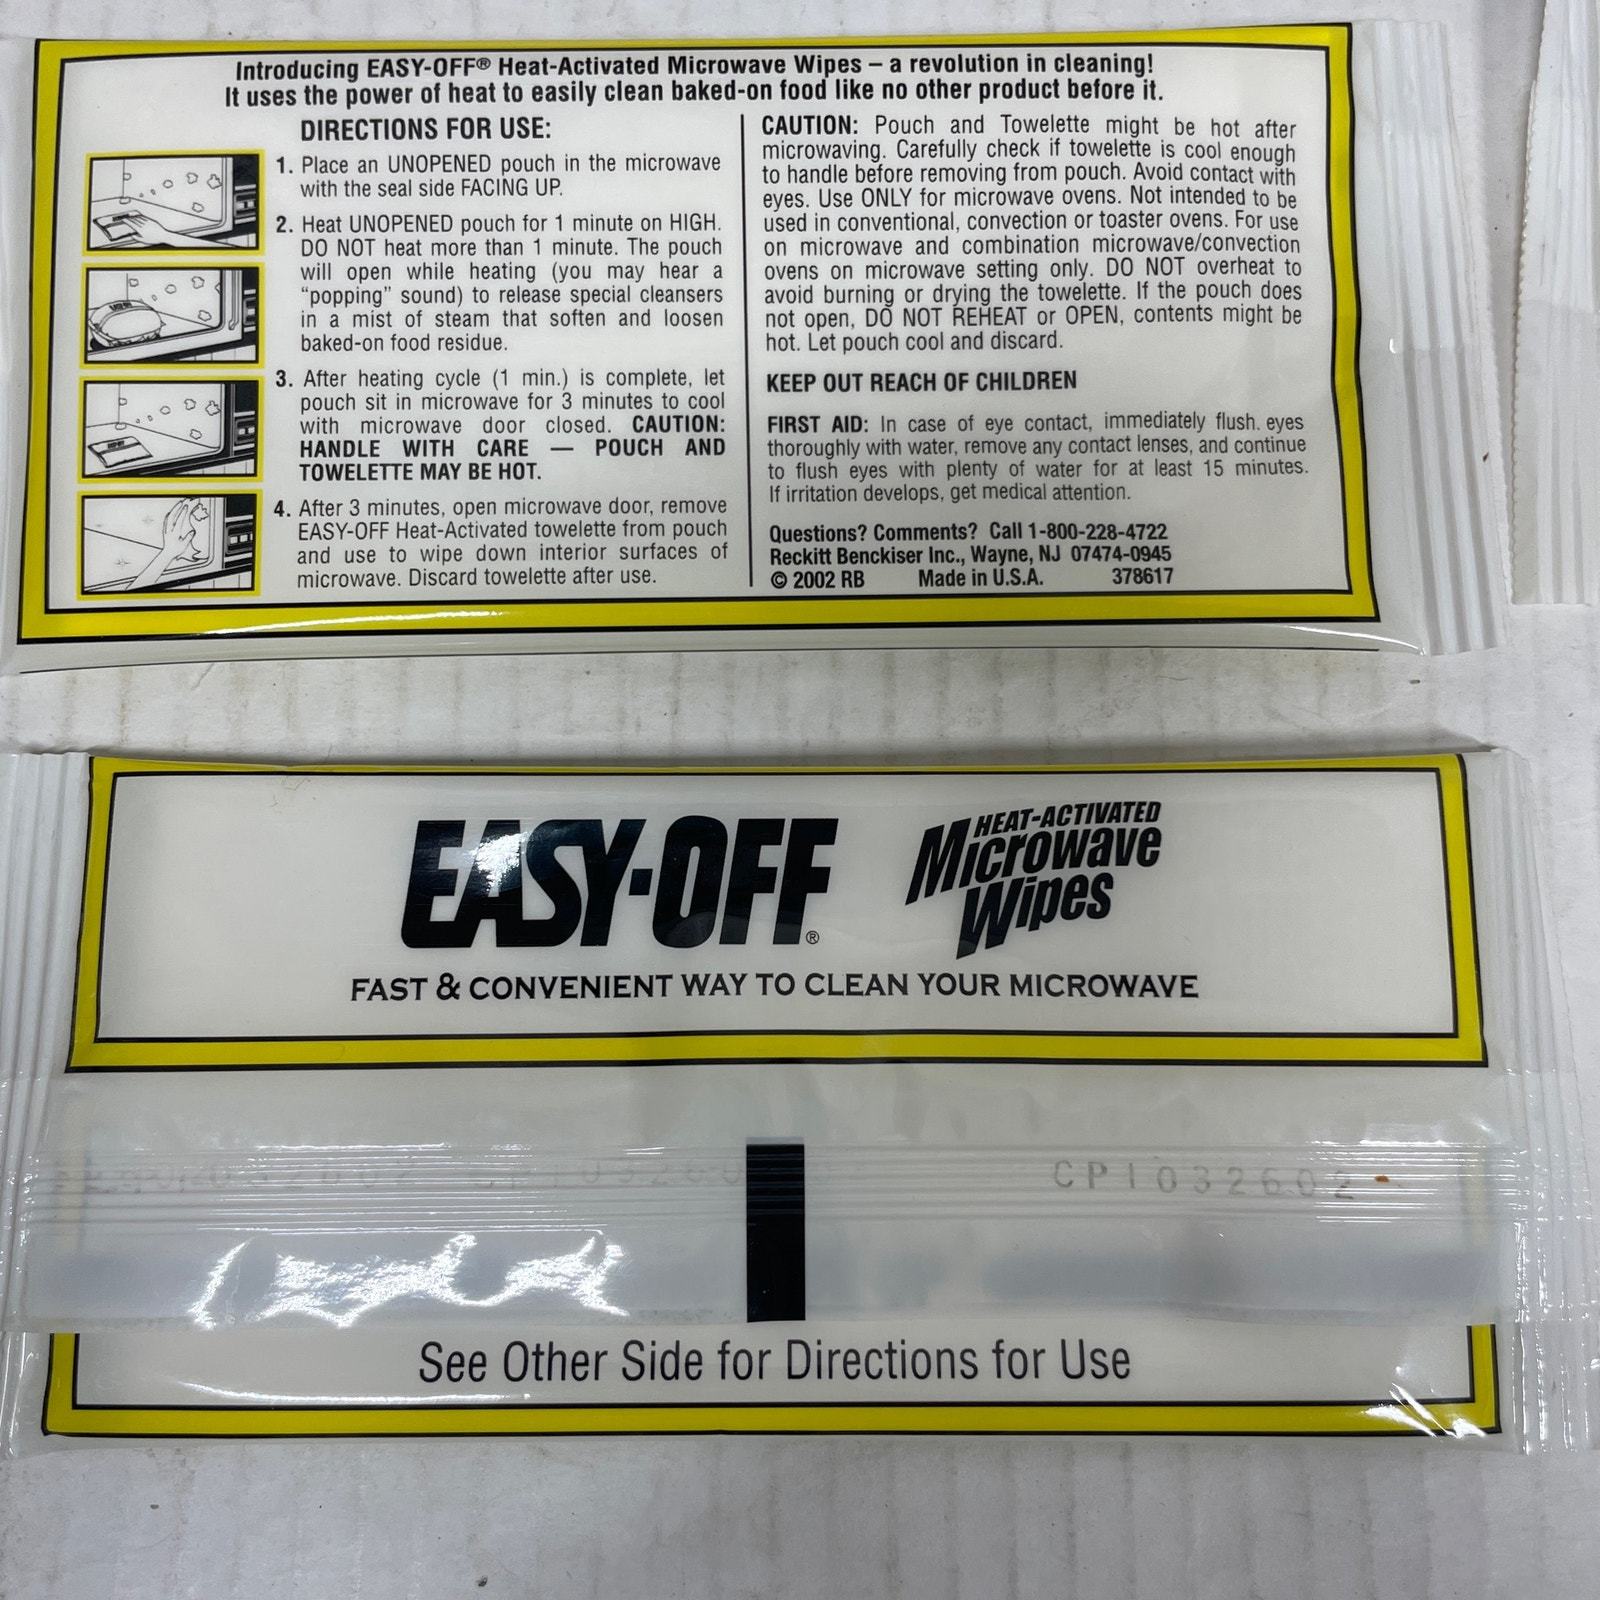 Introducing EASY-OFF® Heat-Activated Microwave Wipes – a revolution in cleaning!
It uses the power of heat to easily clean baked-on food like no other product before it.
DIRECTIONS FOR USE:
1. Place an UNOPENED pouch in the microwave
with the seal side FACING UP.
2. Heat UNOPENED pouch for 1 minute on HIGH.
DO NOT heat more than 1 minute. The pouch
will open while heating (you may hear a
“popping” sound) to release special cleansers
in a mist of steam that soften and loosen
baked-on food residue.
3. After heating cycle (1 min.) is complete, let
pouch sit in microwave for 3 minutes to cool
with microwave door closed. CAUTION:
HANDLE WITH CARE — POUCH AND
TOWELETTE MAY BE HOT.
4. After 3 minutes, open microwave door, remove
EASY-OFF Heat-Activated towelette from pouch
and use to wipe down interior surfaces of
microwave. Discard towelette after use.
CAUTION: Pouch and Towelette might be hot after
microwaving. Carefully check if towelette is cool enough
to handle before removing from pouch. Avoid contact with
eyes. Use ONLY for microwave ovens. Not intended to be
used in conventional, convection or toaster ovens. For use
on microwave and combination microwave/convection
ovens on microwave setting only. DO NOT overheat to
avoid burning or drying the towelette. If the pouch does
not open, DO NOT REHEAT or OPEN, contents might be
hot. Let pouch cool and discard.
KEEP OUT REACH OF CHILDREN
FIRST AID: In case of eye contact, immediately flush. eyes
thoroughly with water, remove any contact lenses, and continue
to flush eyes with plenty of water for at least 15 minutes.
If irritation develops, get medical attention.
Questions? Comments? Call 1-800-228-4722
Reckitt Benckiser Inc., Wayne, NJ 07474-0945
© 2002 RB Made in U.S.A. 378617
EASY-OFF®
HEAT-ACTIVATED
Microwave
Wipes
FAST & CONVENIENT WAY TO CLEAN YOUR MICROWAVE
CPI032602
See Other Side for Directions for Use